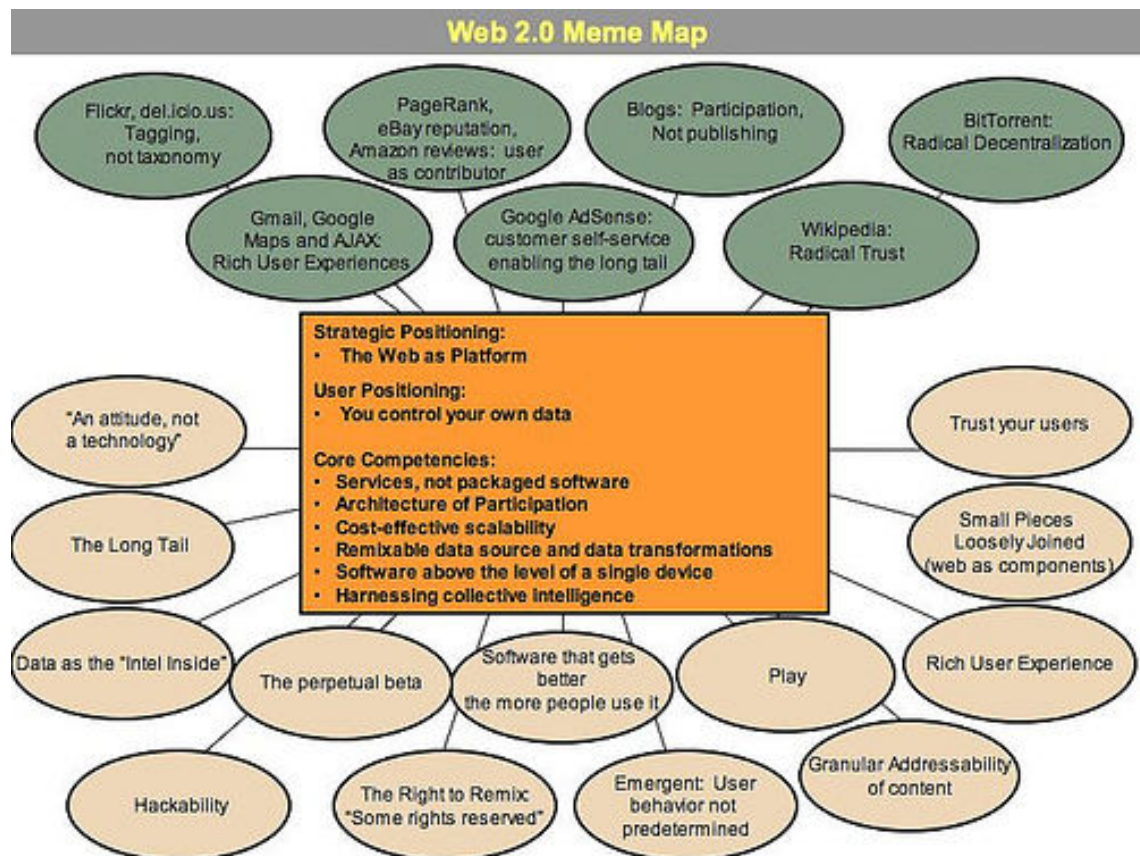 Web 2.0 Meme Map
Flickr, del.icio.us:
Tagging,
not taxonomy
PageRank,
eBay reputation,
Amazon reviews: user
as contributor
Blogs: Participation,
Not publishing
BitTorrent:
Radical Decentralization
Gmail, Google
Maps and AJAX:
Rich User Experiences
Google AdSense:
customer self-service
enabling the long tail
Wikipedia:
Radical Trust
Strategic Positioning:
• The Web as Platform
User Positioning:
• You control your own data
Core Competencies:
• Services, not packaged software
• Architecture of Participation
• Cost-effective scalability
• Remixable data source and data transformations
• Software above the level of a single device
• Harnessing collective intelligence
"An attitude, not
a technology"
Trust your users
The Long Tail
Small Pieces
Loosely Joined
(web as components)
Data as the "Intel Inside"
The perpetual beta
Software that gets
better
the more people use it
Play
Rich User Experience
Hackability
The Right to Remix:
"Some rights reserved"
Emergent: User
behavior not
predetermined
Granular Addressability
of content